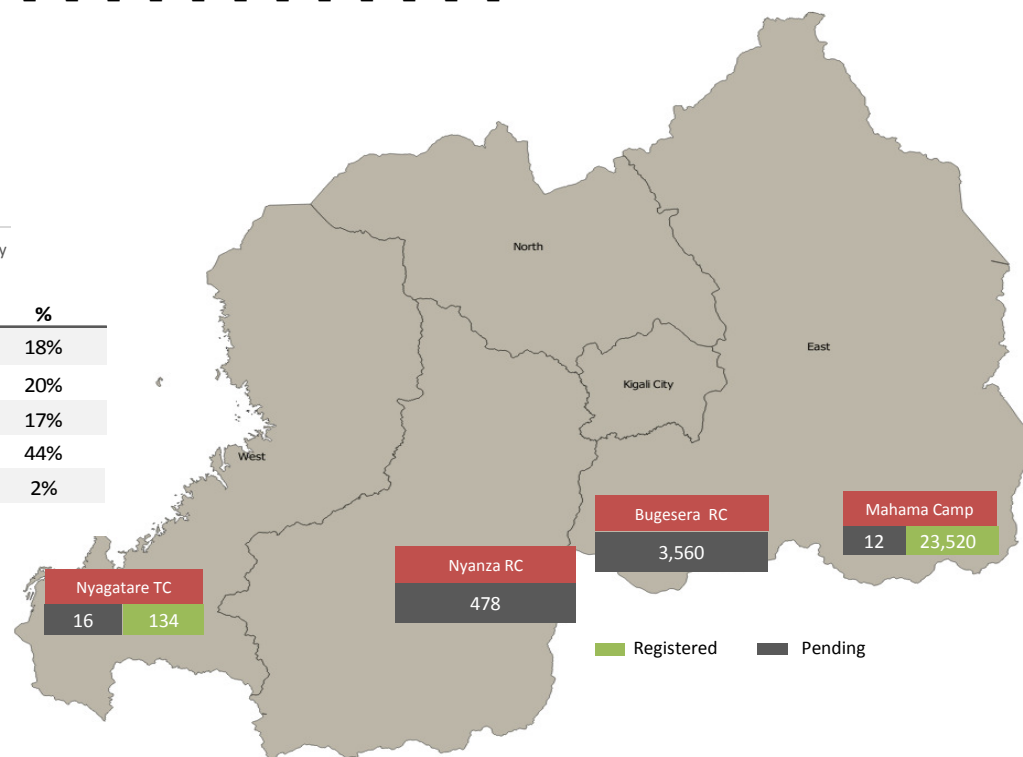 y
%
18%
20%
17%
44%
2%
North
East
Kigali City
West
Bugesera RC
3,560
Mahama Camp
12 23,520
Nyanza RC
478
Nyagatare TC
16 134
Registered Pending